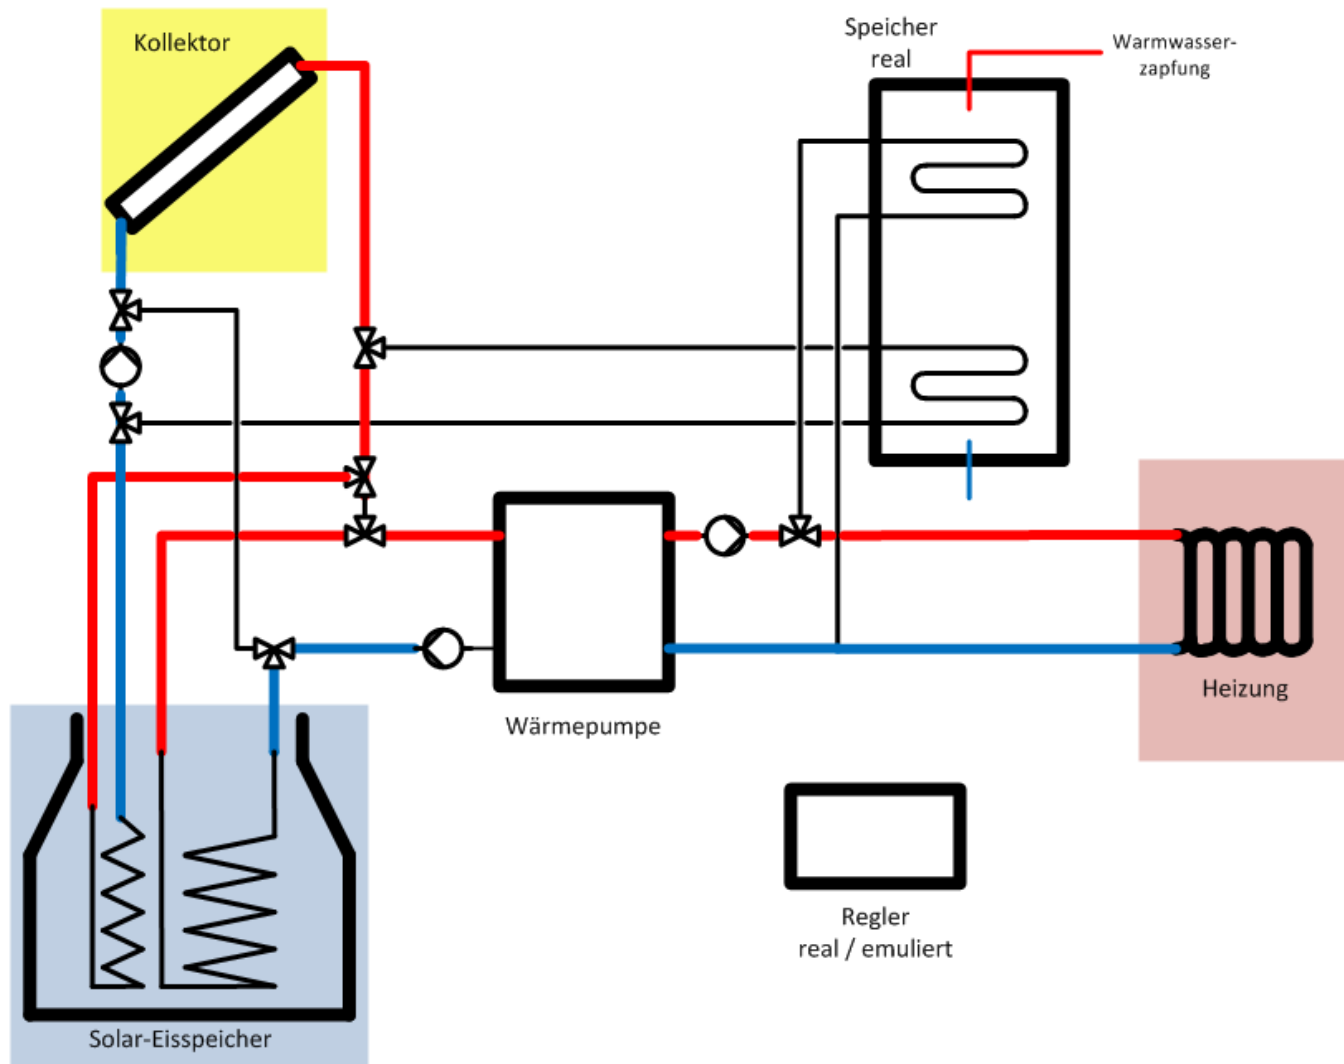 Kollektor
Speicher
real
Warmwasser-
zapfung
Heizung
Wärmepumpe
Regler
real / emuliert
Solar-Eisspeicher